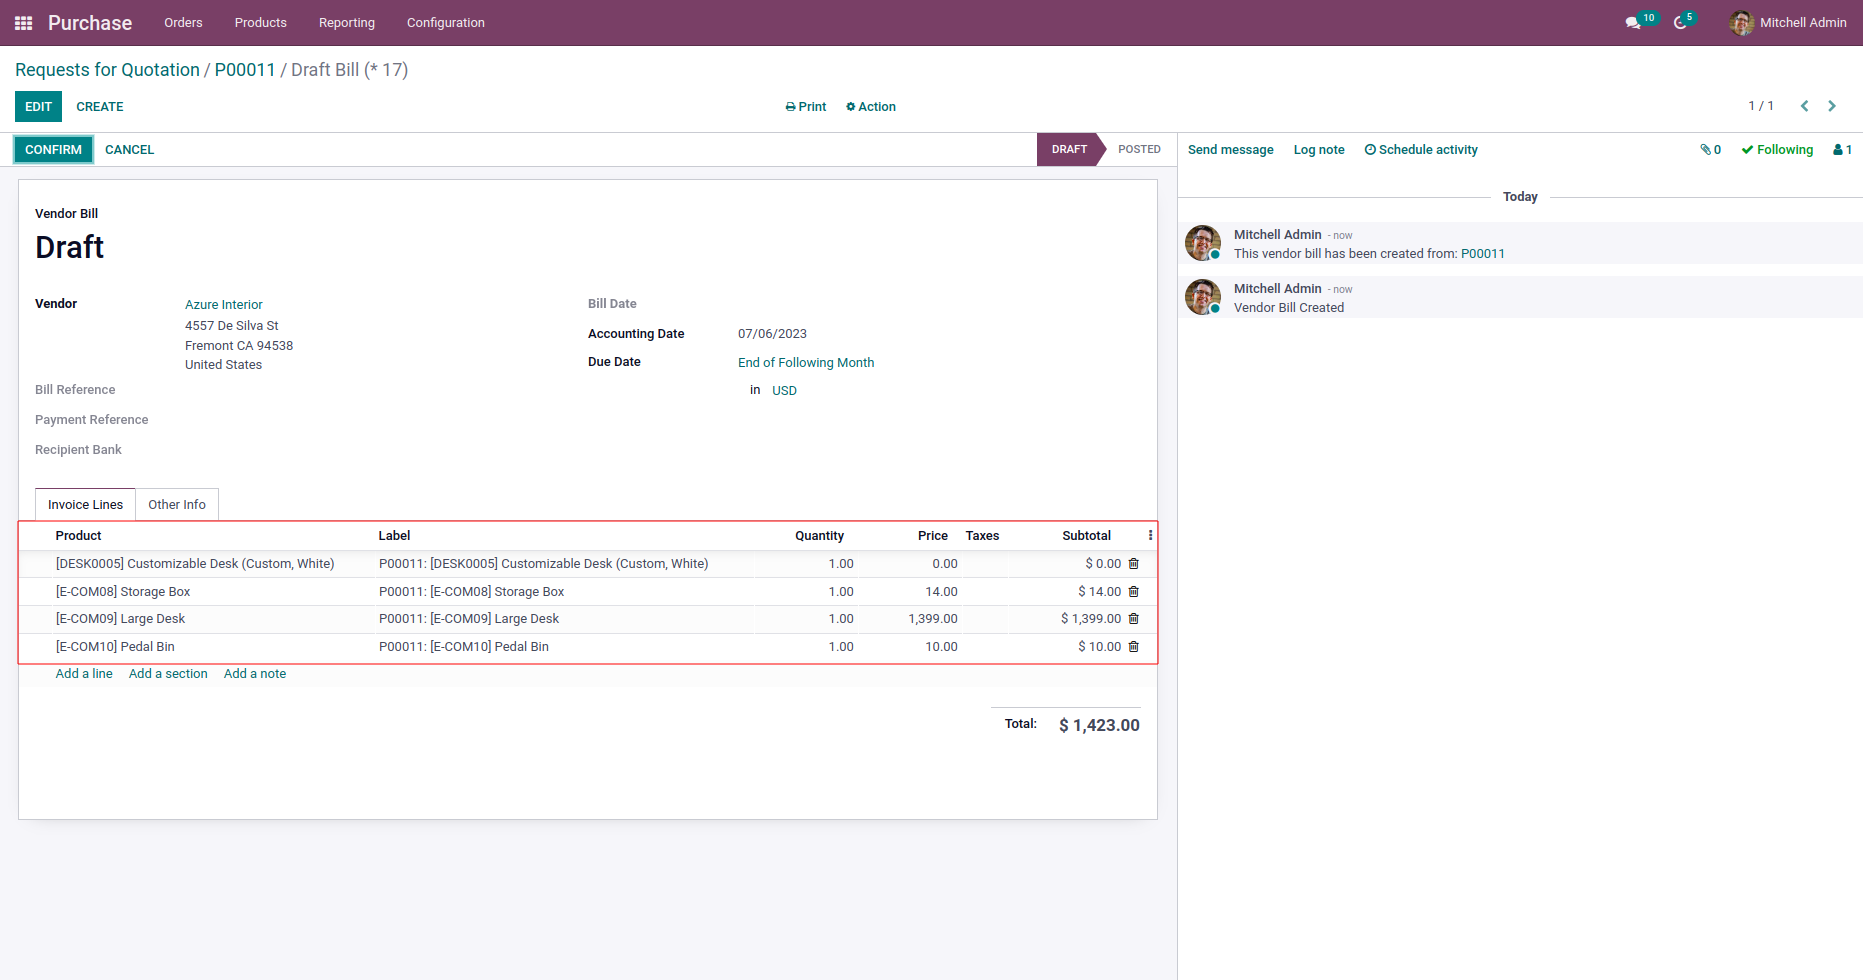 Purchase Orders Products Reporting Configuration 10 5 Mitchell Admin
Requests for Quotation / P00011 / Draft Bill (* 17)
EDIT CREATE Print Action 1 / 1
CONFIRM CANCEL DRAFT POSTED
Send message Log note Schedule activity 0 Following 1
Today
Mitchell Admin - now
This vendor bill has been created from: P00011
Mitchell Admin - now
Vendor Bill Created
Vendor Bill
Draft
Vendor Azure Interior
4557 De Silva St
Fremont CA 94538
United States
Bill Reference
Payment Reference
Recipient Bank
Bill Date
Accounting Date 07/06/2023
Due Date End of Following Month
in USD
Invoice Lines Other Info
Product Label Quantity Price Taxes Subtotal
[DESK0005] Customizable Desk (Custom, White) P00011: [DESK0005] Customizable Desk (Custom, White) 1.00 0.00 $ 0.00
[E-COM08] Storage Box P00011: [E-COM08] Storage Box 1.00 14.00 $ 14.00
[E-COM09] Large Desk P00011: [E-COM09] Large Desk 1.00 1,399.00 $ 1,399.00
[E-COM10] Pedal Bin P00011: [E-COM10] Pedal Bin 1.00 10.00 $ 10.00
Add a line Add a section Add a note
Total: $ 1,423.00